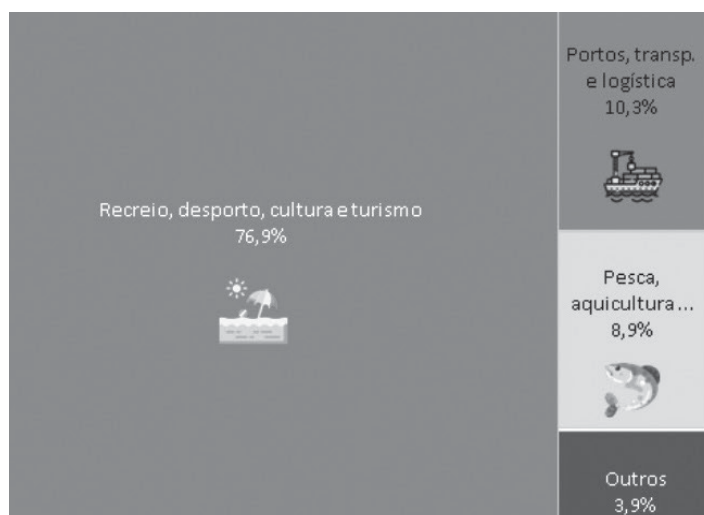 Portos, transp.
e logística
10,3%
Recreio, desporto, cultura e turismo
76,9%
Pesca,
aquicultura...
8,9%
Outros
3,9%